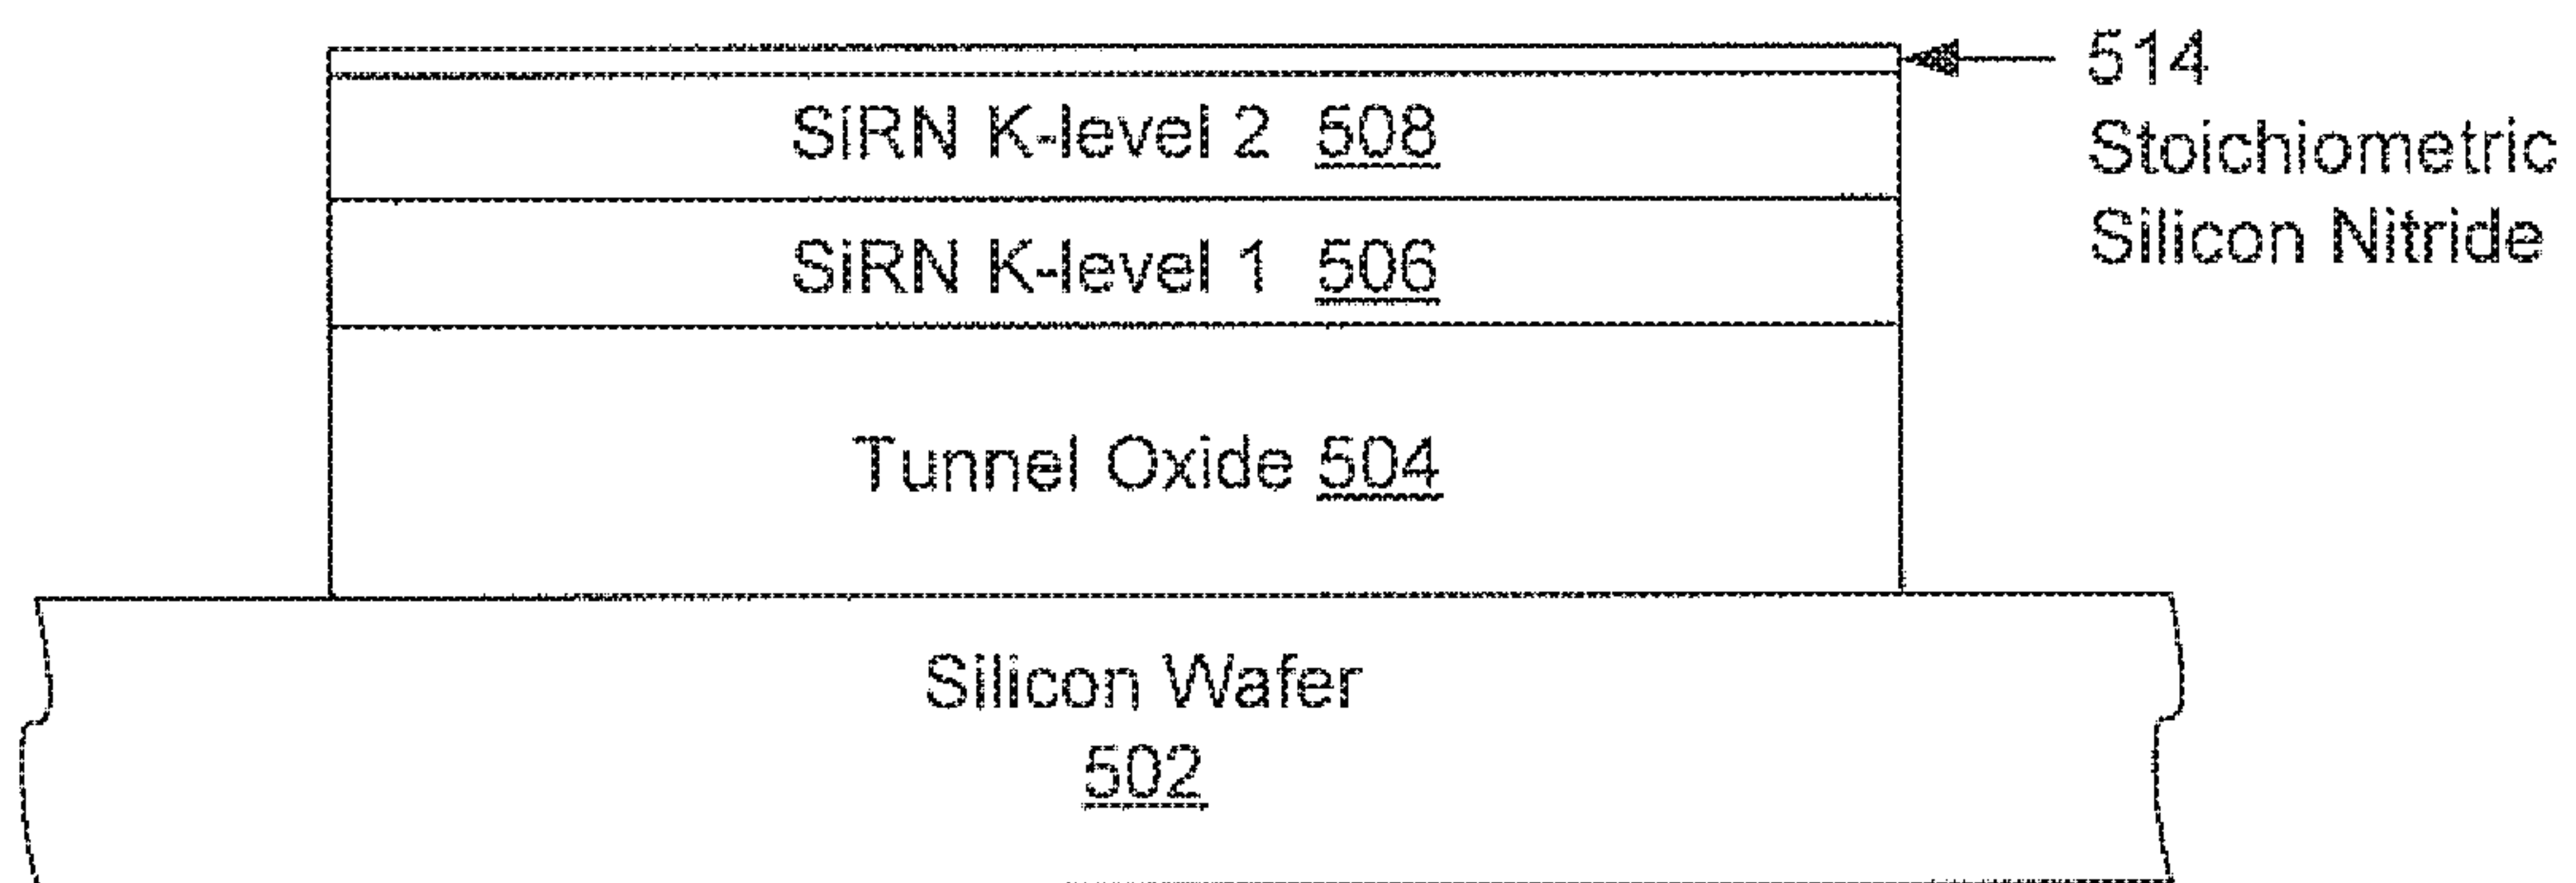 514
Stoichiometric
Silicon Nitride
SiRN K-level 2 508
SiRN K-level 1 506
Tunnel Oxide 504
Silicon Wafer
502